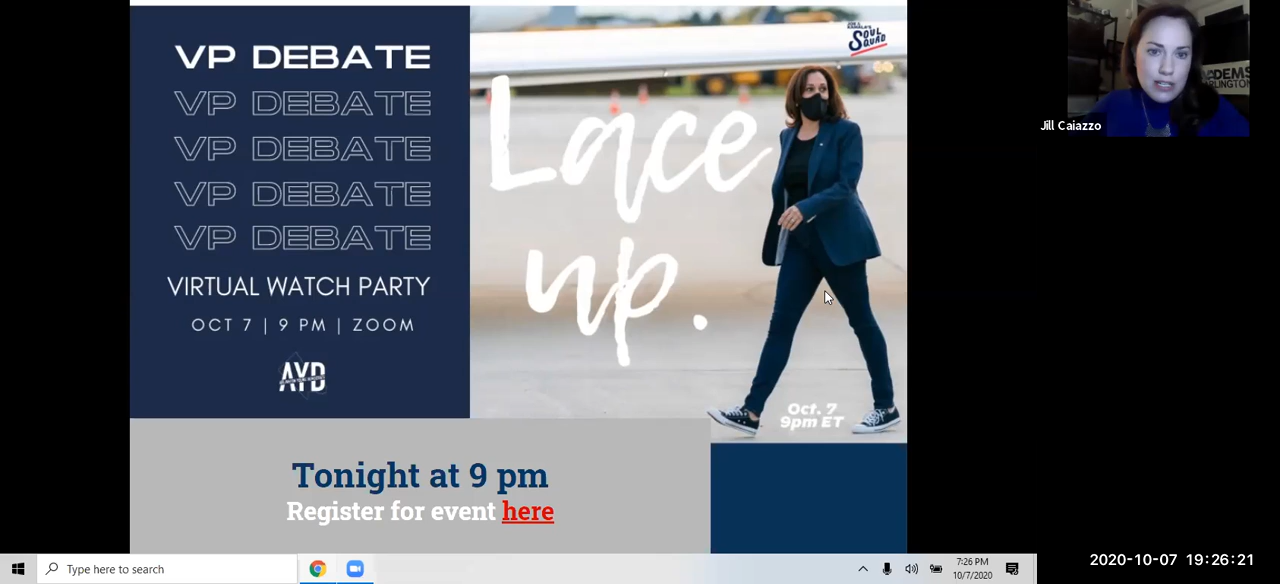 VP DEBATE
VP DEBATE
VP DEBATE
VP DEBATE
VP DEBATE
VIRTUAL WATCH PARTY
OCT 7 | 9 PM | ZOOM
AYD
SOUL
SQUAD
Lace
up.
Oct. 7
9pm ET
Tonight at 9 pm
Register for event here
DEMS
ARLINGTON
Jill Caiazzo
Type here to search
7:26 PM
10/7/2020
2020-10-07 19:26:21